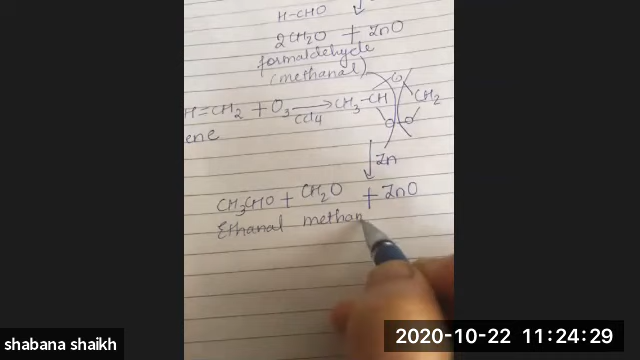 H-CHO
2CH₂O + ZnO
formaldehyde
(methanal)
H=CH₂ + O₃ → CH₃-CH O CH₂
CCl₄ O-O
ene
Zn
CH₃CHO + CH₂O + ZnO
Ethanal methan
shabana shaikh
2020-10-22 11:24:29